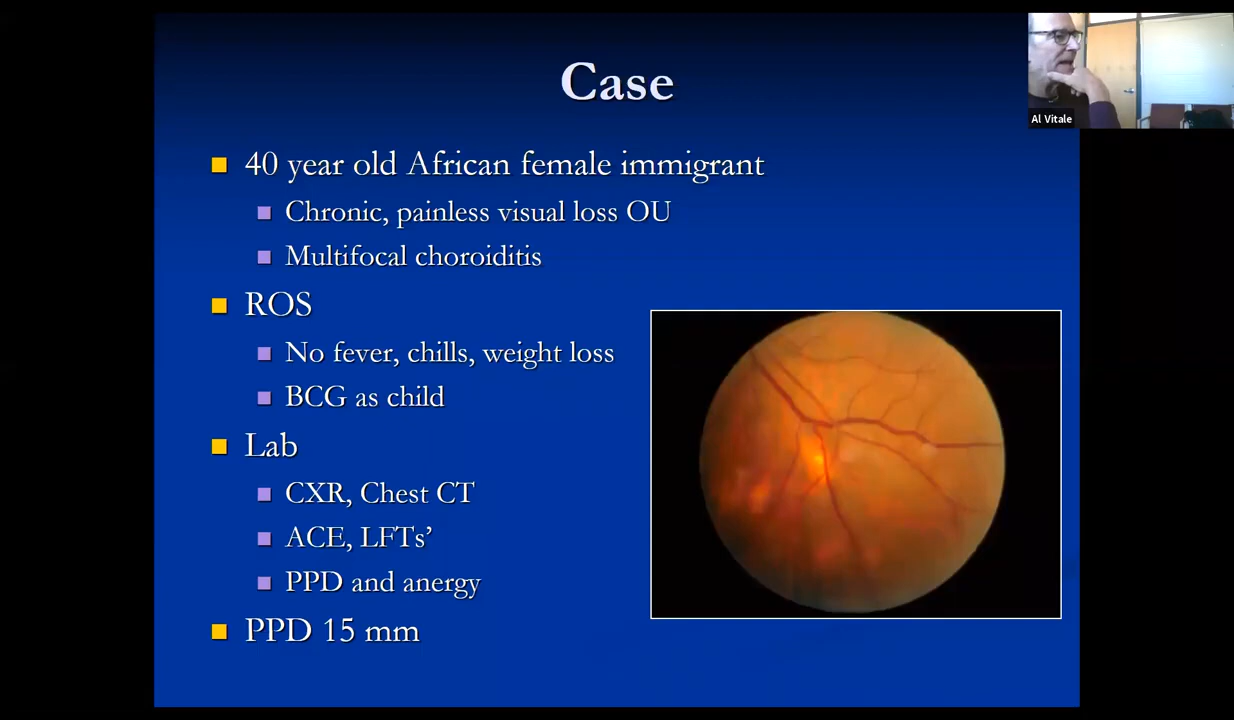 Case
Al Vitale
40 year old African female immigrant
Chronic, painless visual loss OU
Multifocal choroiditis
ROS
No fever, chills, weight loss
BCG as child
Lab
CXR, Chest CT
ACE, LFTs’
PPD and anergy
PPD 15 mm